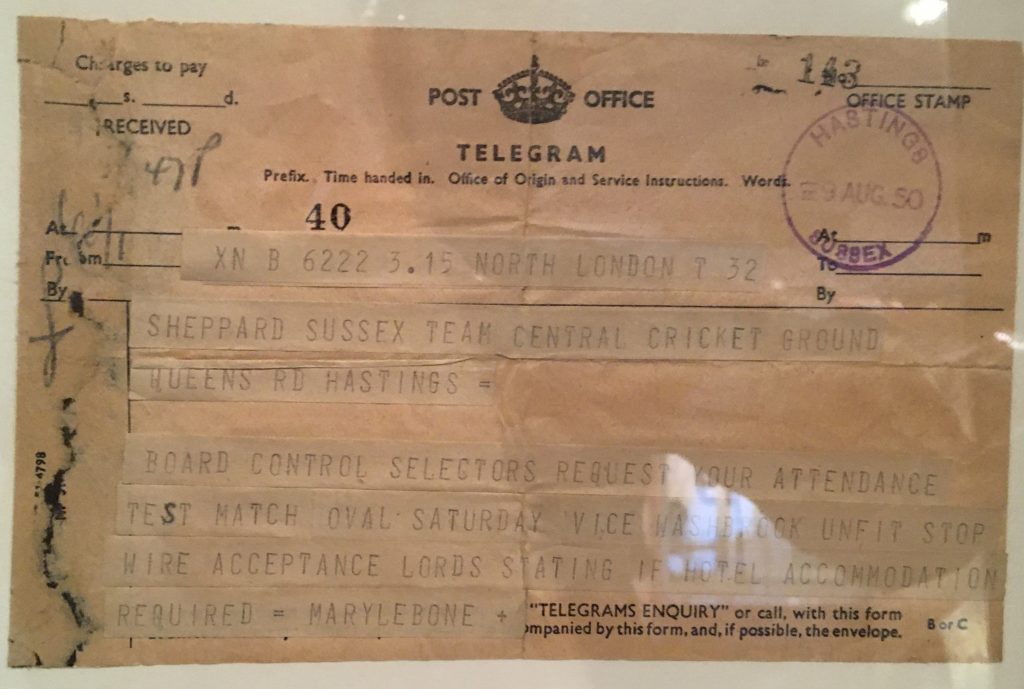 Charges to pay
s. d.
RECEIVED
POST OFFICE
TELEGRAM
Prefix. Time handed in. Office of Origin and Service Instructions. Words.
143
OFFICE STAMP
HASTINGS
29 AUG. 50
SUSSEX
40
At m
From
By
At m
To
By
XN B 6222 3.15 NORTH LONDON T 32
SHEPPARD SUSSEX TEAM CENTRAL CRICKET GROUND
QUEENS RD HASTINGS =
BOARD CONTROL SELECTORS REQUEST YOUR ATTENDANCE
TEST MATCH OVAL SATURDAY VICE WASHBROOK UNFIT STOP
WIRE ACCEPTANCE LORDS STATING IF HOTEL ACCOMMODATION
REQUIRED = MARYLEBONE +
"TELEGRAMS ENQUIRY" or call, with this form
ompanied by this form, and, if possible, the envelope.
B or C
-4798